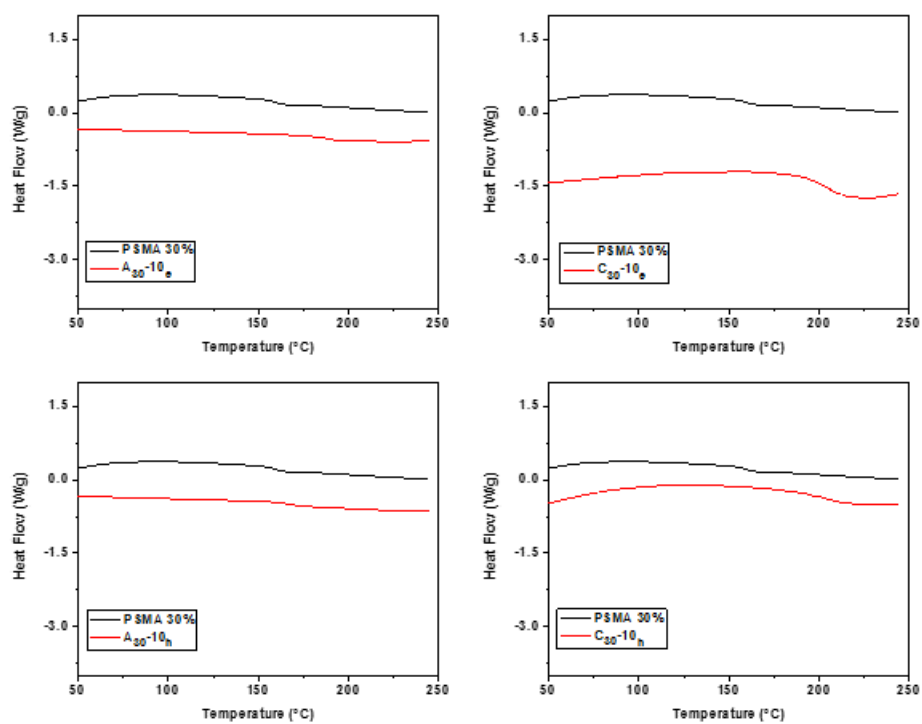 1.5
0.0
-1.5
-3.0
Heat Flow (W/g)
PSMA 30%
A30-10e
50 100 150 200 250
Temperature (°C)
1.5
0.0
-1.5
-3.0
Heat Flow (W/g)
PSMA 30%
C30-10e
50 100 150 200 250
Temperature (°C)
1.5
0.0
-1.5
-3.0
Heat Flow (W/g)
PSMA 30%
A30-10h
50 100 150 200 250
Temperature (°C)
1.5
0.0
-1.5
-3.0
Heat Flow (W/g)
PSMA 30%
C30-10h
50 100 150 200 250
Temperature (°C)